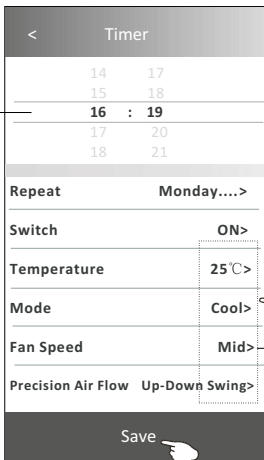 < Timer
14 17
15 18
16 : 19
17 20
18 21
Repeat Monday....>
Switch ON>
Temperature 25℃>
Mode Cool>
Fan Speed Mid>
Precision Air Flow Up-Down Swing>
Save